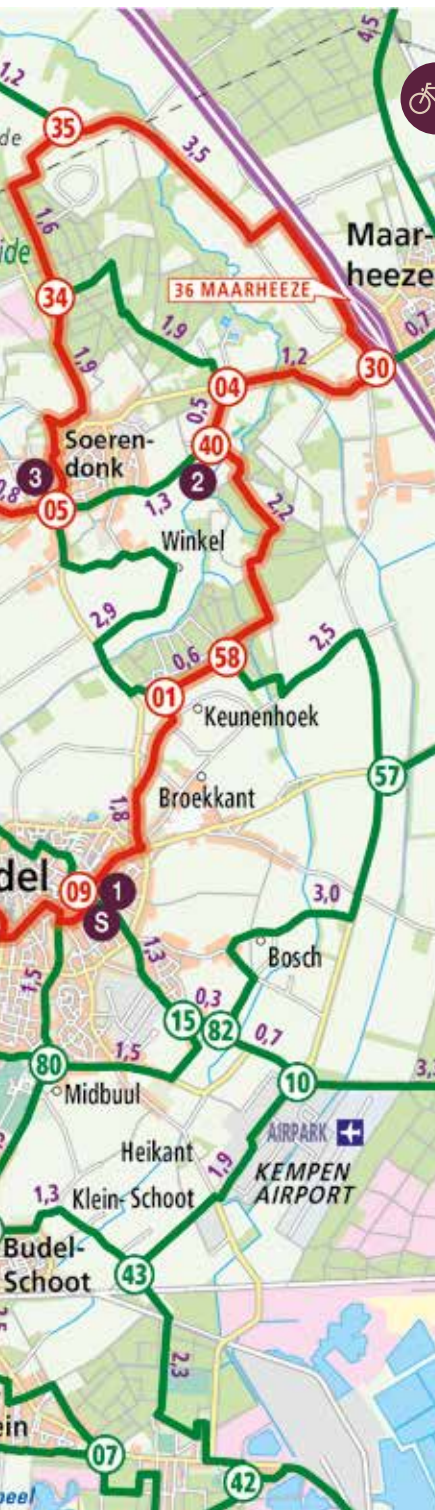 4,5
1,2
35
de
3,5
Maar-
heeze
ide
1,6
36 MAARHEEZE
34
1,9
0,7
1,9
1,2
30
04
0,5
Soeren-
donk
40
3
2
0,8
05
1,3
2,2
Winkel
2,9
0,6
58
2,5
01
Keunenhoek
57
Broekkant
1,8
del
09
1
S
3,0
1,3
Bosch
1,5
0,3
15
82
0,7
80
1,5
10
Midbuul
AIRPARK
Heikant
1,9
KEMPEN
AIRPORT
1,3
Klein-Schoot
Budel-
Schoot
43
2,3
ein
07
42
peel